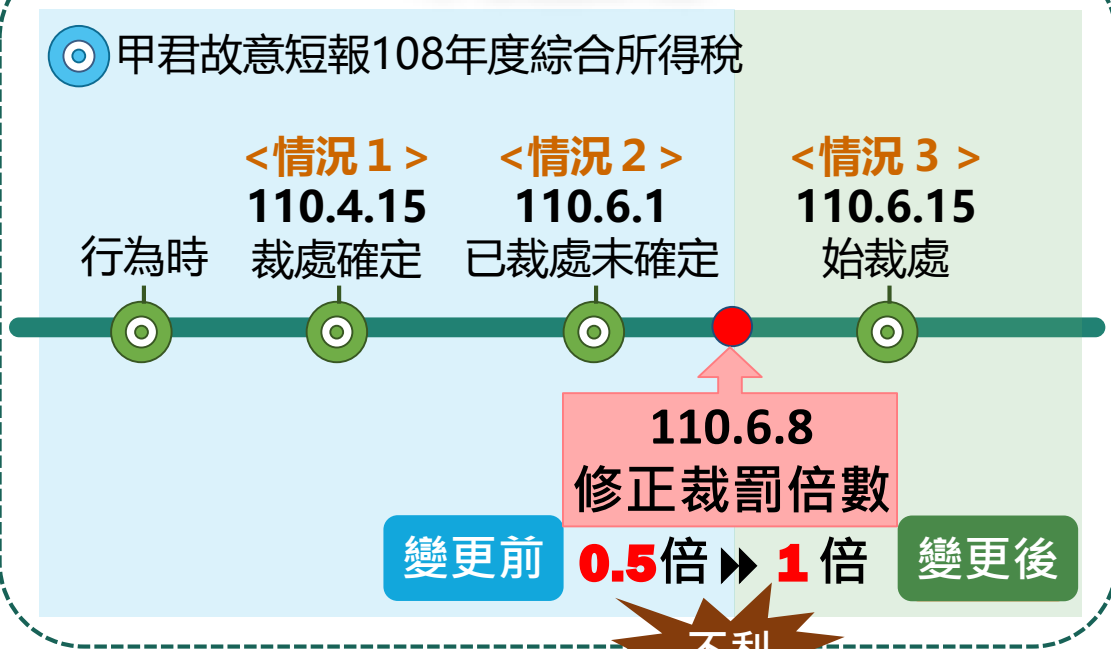 甲君故意短報108年度綜合所得稅
<情況 1 >
110.4.15
裁處確定
<情況 2 >
110.6.1
已裁處未確定
<情況 3 >
110.6.15
始裁處
行為時
110.6.8
修正裁罰倍數
變更前
0.5倍
1 倍
變更後
不利